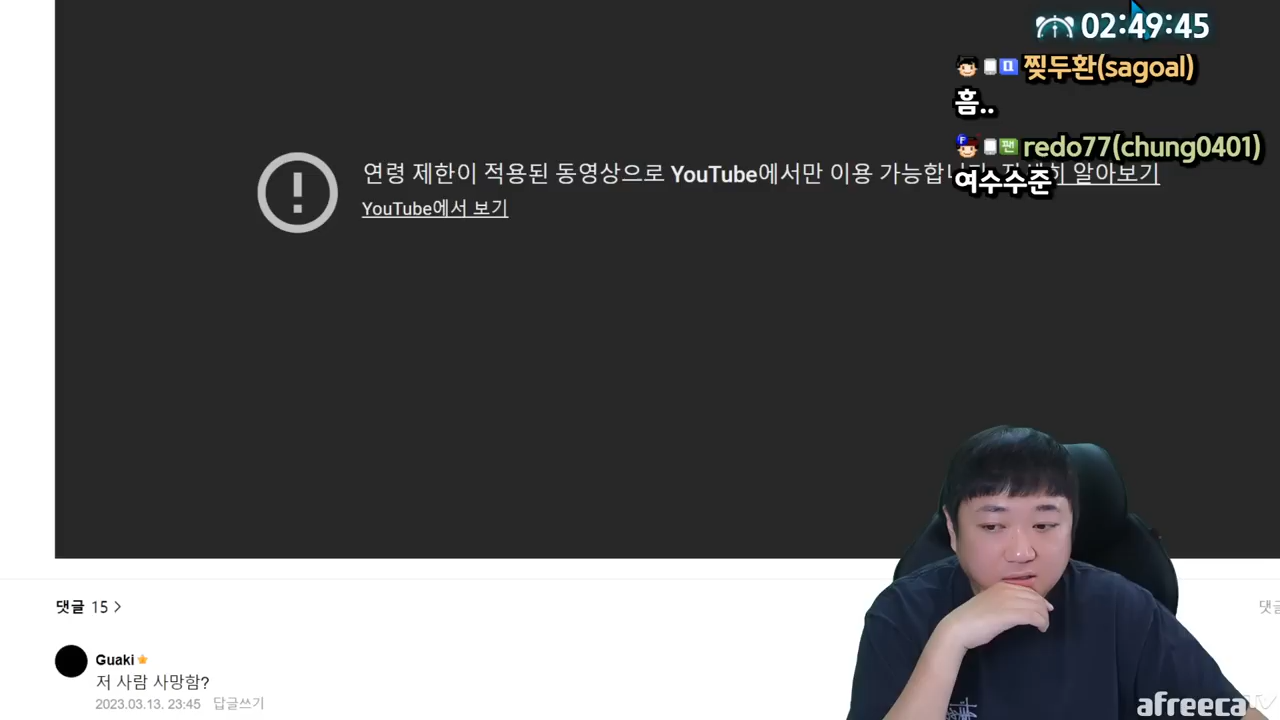 02:49:45
찢두환(sagoal)
흠..
팬 redo77(chung0401)
여수수준
연령 제한이 적용된 동영상으로 YouTube에서만 이용 가능합 알아보기
YouTube에서 보기
댓글 15 >
댓글
Guaki
저 사람 사망함?
2023.03.13. 23:45 답글쓰기
afreecaTV